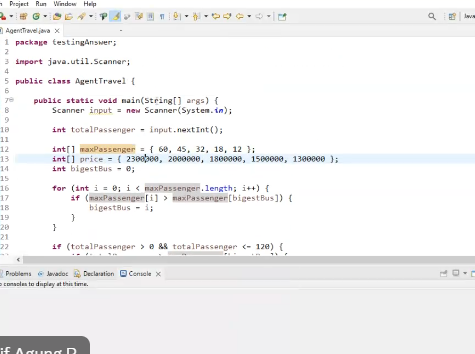 Project Run Window Help
AgentTravel.java
1 package testingAnswer;
2
3 import java.util.Scanner;
4
5 public class AgentTravel {
6
7 public static void main(String[] args) {
8 Scanner input = new Scanner(System.in);
9
10 int totalPassenger = input.nextInt();
11
12 int[] maxPassenger = { 60, 45, 32, 18, 12 };
13 int[] price = { 2300000, 2000000, 1800000, 1500000, 1300000 };
14 int bigestBus = 0;
15
16 for (int i = 0; i < maxPassenger.length; i++) {
17 if (maxPassenger[i] > maxPassenger[bigestBus]) {
18 bigestBus = i;
19 }
20 }
21
22 if (totalPassenger > 0 && totalPassenger <= 120) {
Problems Javadoc Declaration Console
consoles to display at this time.
if Agung P